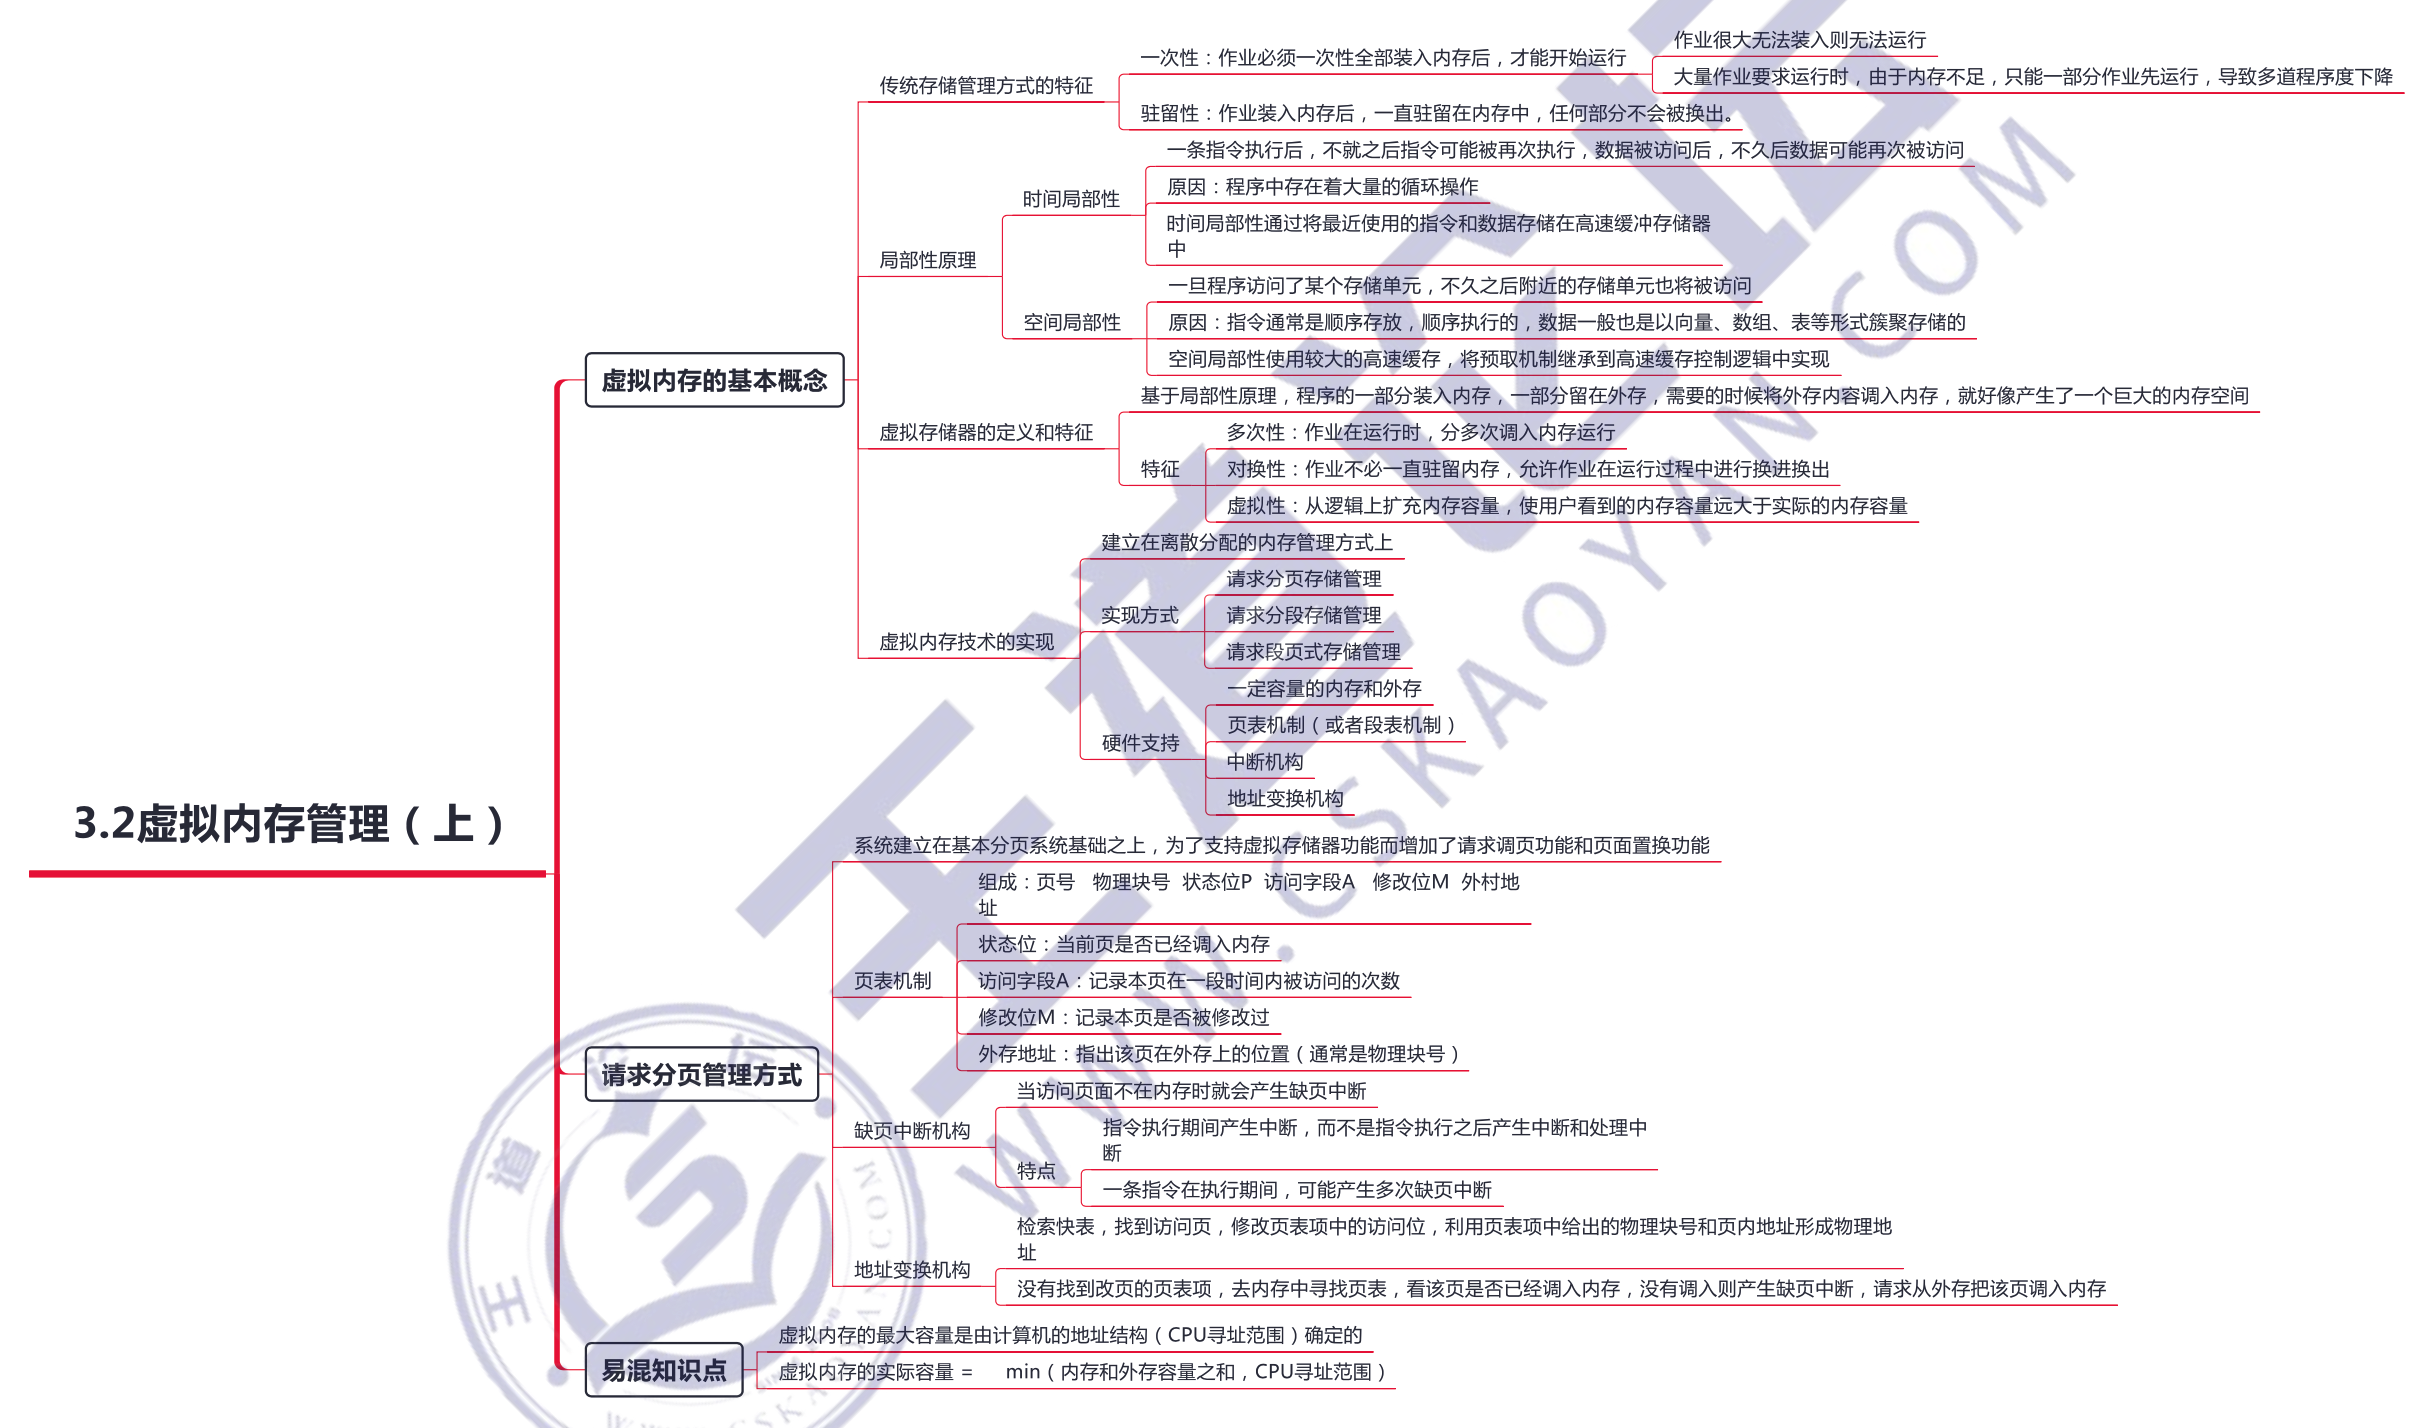 3.2虚拟内存管理（上）
虚拟内存的基本概念
传统存储管理方式的特征
一次性：作业必须一次性全部装入内存后，才能开始运行
作业很大无法装入则无法运行
大量作业要求运行时，由于内存不足，只能一部分作业先运行，导致多道程序度下降
驻留性：作业装入内存后，一直驻留在内存中，任何部分不会被换出。
局部性原理
时间局部性
一条指令执行后，不就之后指令可能被再次执行，数据被访问后，不久后数据可能再次被访问
原因：程序中存在着大量的循环操作
时间局部性通过将最近使用的指令和数据存储在高速缓冲存储器
中
空间局部性
一旦程序访问了某个存储单元，不久之后附近的存储单元也将被访问
原因：指令通常是顺序存放，顺序执行的，数据一般也是以向量、数组、表等形式簇聚存储的
空间局部性使用较大的高速缓存，将预取机制继承到高速缓存控制逻辑中实现
虚拟存储器的定义和特征
基于局部性原理，程序的一部分装入内存，一部分留在外存，需要的时候将外存内容调入内存，就好像产生了一个巨大的内存空间
特征
多次性：作业在运行时，分多次调入内存运行
对换性：作业不必一直驻留内存，允许作业在运行过程中进行换进换出
虚拟性：从逻辑上扩充内存容量，使用户看到的内存容量远大于实际的内存容量
虚拟内存技术的实现
建立在离散分配的内存管理方式上
实现方式
请求分页存储管理
请求分段存储管理
请求段页式存储管理
硬件支持
一定容量的内存和外存
页表机制（或者段表机制）
中断机构
地址变换机构
请求分页管理方式
系统建立在基本分页系统基础之上，为了支持虚拟存储器功能而增加了请求调页功能和页面置换功能
页表机制
组成：页号 物理块号 状态位P 访问字段A 修改位M 外村地
址
状态位：当前页是否已经调入内存
访问字段A：记录本页在一段时间内被访问的次数
修改位M：记录本页是否被修改过
外存地址：指出该页在外存上的位置（通常是物理块号）
缺页中断机构
当访问页面不在内存时就会产生缺页中断
特点
指令执行期间产生中断，而不是指令执行之后产生中断和处理中
断
一条指令在执行期间，可能产生多次缺页中断
地址变换机构
检索快表，找到访问页，修改页表项中的访问位，利用页表项中给出的物理块号和页内地址形成物理地
址
没有找到改页的页表项，去内存中寻找页表，看该页是否已经调入内存，没有调入则产生缺页中断，请求从外存把该页调入内存
易混知识点
虚拟内存的最大容量是由计算机的地址结构（CPU寻址范围）确定的
虚拟内存的实际容量 = min（内存和外存容量之和，CPU寻址范围）
王道论坛
WWW.CSKAOYAN.COM
王道论坛